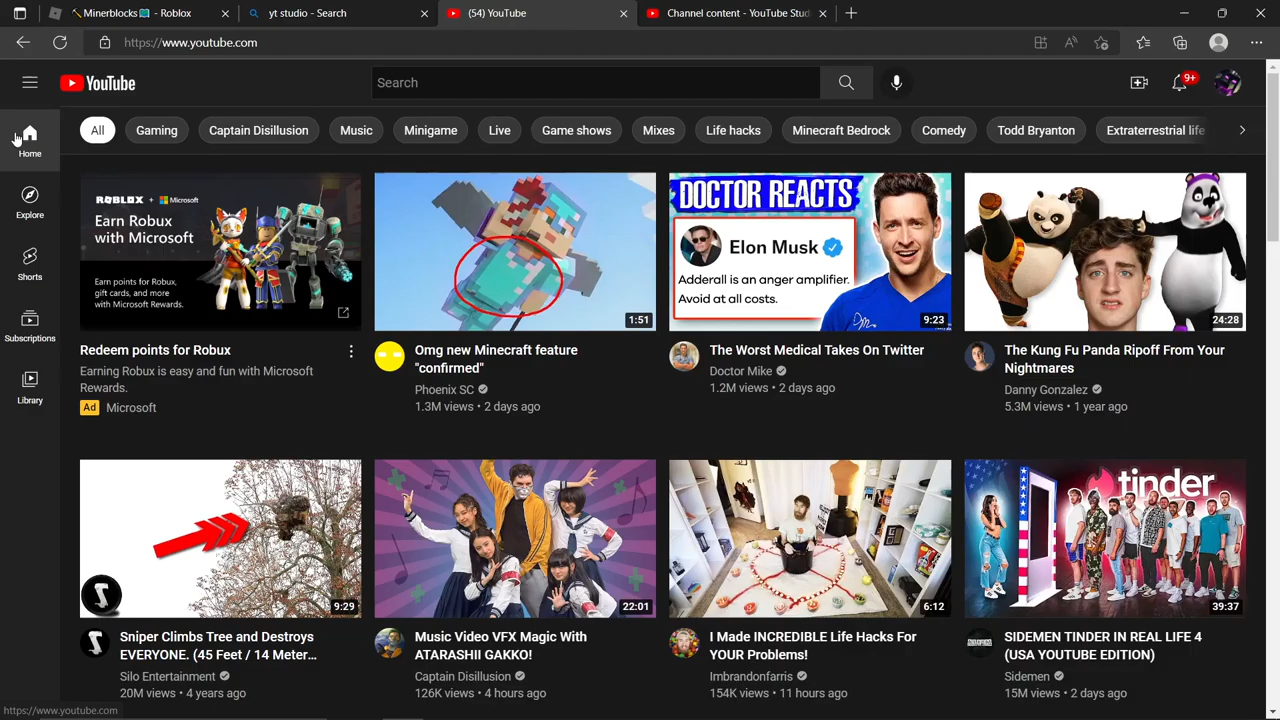 Minerblocks - Roblox
yt studio - Search
(54) YouTube
Channel content - YouTube Stud
https://www.youtube.com
YouTube
Search
9+
All
Gaming
Captain Disillusion
Music
Minigame
Live
Game shows
Mixes
Life hacks
Minecraft Bedrock
Comedy
Todd Bryanton
Extraterrestrial life
Home
Explore
Shorts
Subscriptions
Library
ROBLOX + Microsoft
Earn Robux
with Microsoft
Earn points for Robux,
gift cards, and more
with Microsoft Rewards.
Redeem points for Robux
Earning Robux is easy and fun with Microsoft
Rewards.
Ad Microsoft
1:51
Omg new Minecraft feature
"confirmed"
Phoenix SC
1.3M views • 2 days ago
DOCTOR REACTS
Elon Musk
Adderall is an anger amplifier.
Avoid at all costs.
9:23
The Worst Medical Takes On Twitter
Doctor Mike
1.2M views • 2 days ago
24:28
The Kung Fu Panda Ripoff From Your
Nightmares
Danny Gonzalez
5.3M views • 1 year ago
9:29
Sniper Climbs Tree and Destroys
EVERYONE. (45 Feet / 14 Meter...
Silo Entertainment
20M views • 4 years ago
22:01
Music Video VFX Magic With
ATARASHII GAKKO!
Captain Disillusion
126K views • 4 hours ago
6:12
I Made INCREDIBLE Life Hacks For
YOUR Problems!
Imbrandonfarris
154K views • 11 hours ago
tinder
39:37
SIDEMEN TINDER IN REAL LIFE 4
(USA YOUTUBE EDITION)
Sidemen
15M views • 2 days ago
https://www.youtube.com